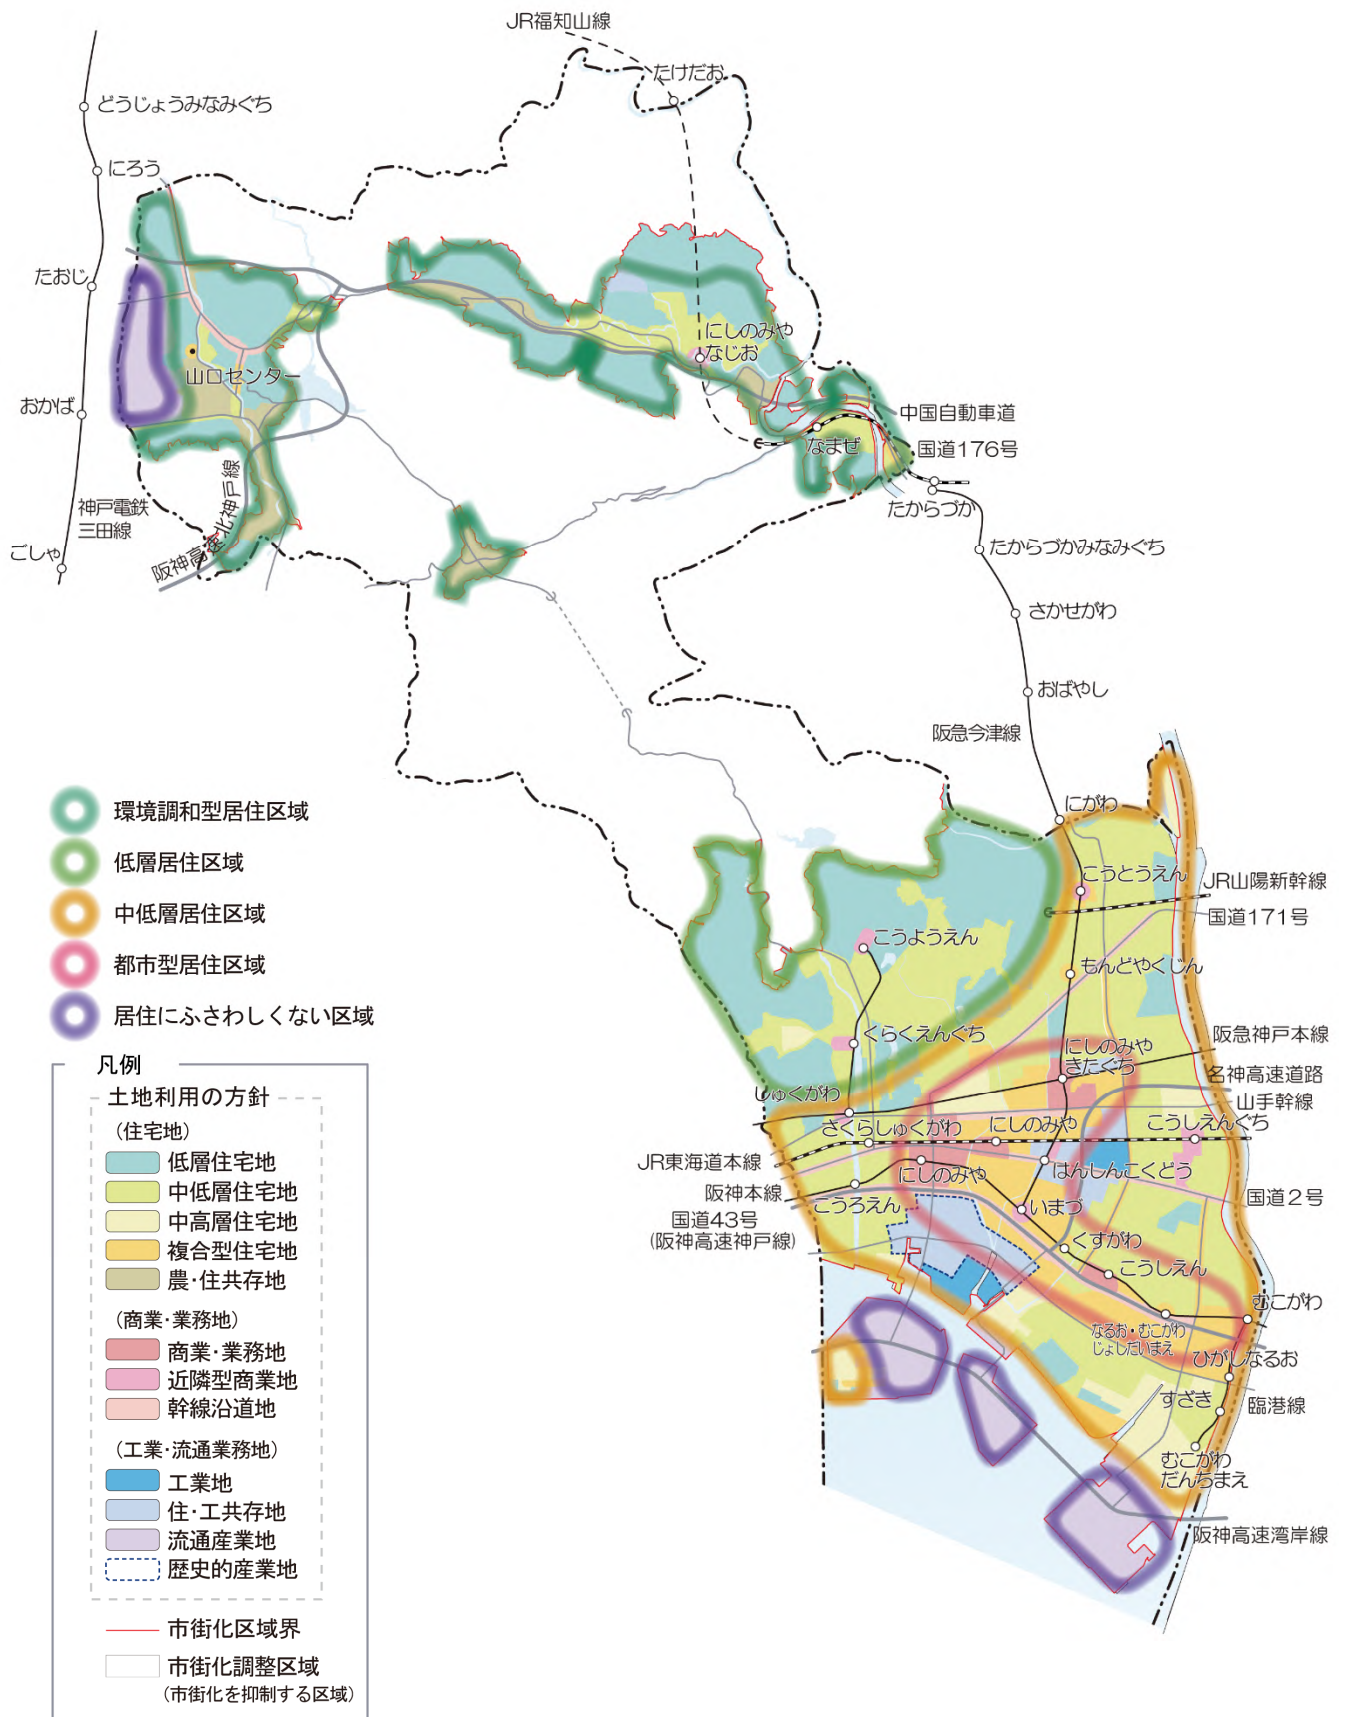 JR福知山線
たけだお
どうじょうみなみぐち
にろう
たおじ
おかば
ごしゃ
神戸電鉄
三田線
山口センター
阪神高速北神戸線
にしのみや
なじお
なまぜ
中国自動車道
国道176号
たからづか
たからづかみなみぐち
さかせがわ
おばやし
阪急今津線
にがわ
こうとうえん
JR山陽新幹線
国道171号
こうようえん
もんどやくじん
くらくえんぐち
にしのみや
きたぐち
阪急神戸本線
名神高速道路
山手幹線
しゅくがわ
さくらしゅくがわ
にしのみや
こうしえんぐち
JR東海道本線
にしのみや
はんしんこくどう
阪神本線
こうろえん
いまづ
国道2号
国道43号
(阪神高速神戸線)
くすがわ
こうしえん
むこがわ
なるお・むこがわ
じょしだいまえ
ひがしなるお
すざき
臨港線
むこがわ
だんちまえ
阪神高速湾岸線
環境調和型居住区域
低層居住区域
中低層居住区域
都市型居住区域
居住にふさわしくない区域
凡例
土地利用の方針
(住宅地)
低層住宅地
中低層住宅地
中高層住宅地
複合型住宅地
農・住共存地
(商業・業務地)
商業・業務地
近隣型商業地
幹線沿道地
(工業・流通業務地)
工業地
住・工共存地
流通産業地
歴史的産業地
市街化区域界
市街化調整区域
(市街化を抑制する区域)